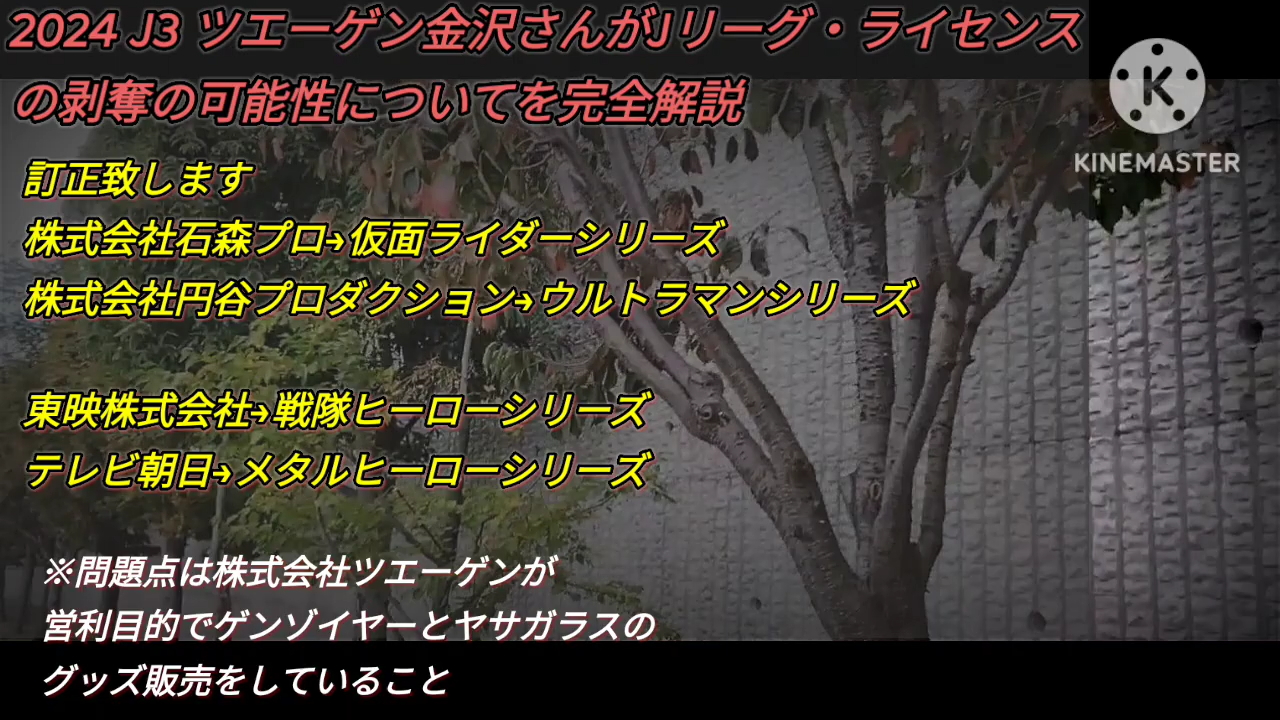 2024 J3 ツエーゲン金沢さんがJリーグ・ライセンス
の剥奪の可能性についてを完全解説
訂正致します
株式会社石森プロ→仮面ライダーシリーズ
株式会社円谷プロダクション→ウルトラマンシリーズ
東映株式会社→戦隊ヒーローシリーズ
テレビ朝日→メタルヒーローシリーズ
※問題点は株式会社ツエーゲンが
営利目的でゲンゾイヤーとヤサガラスの
グッズ販売をしていること
K
KINEMASTER